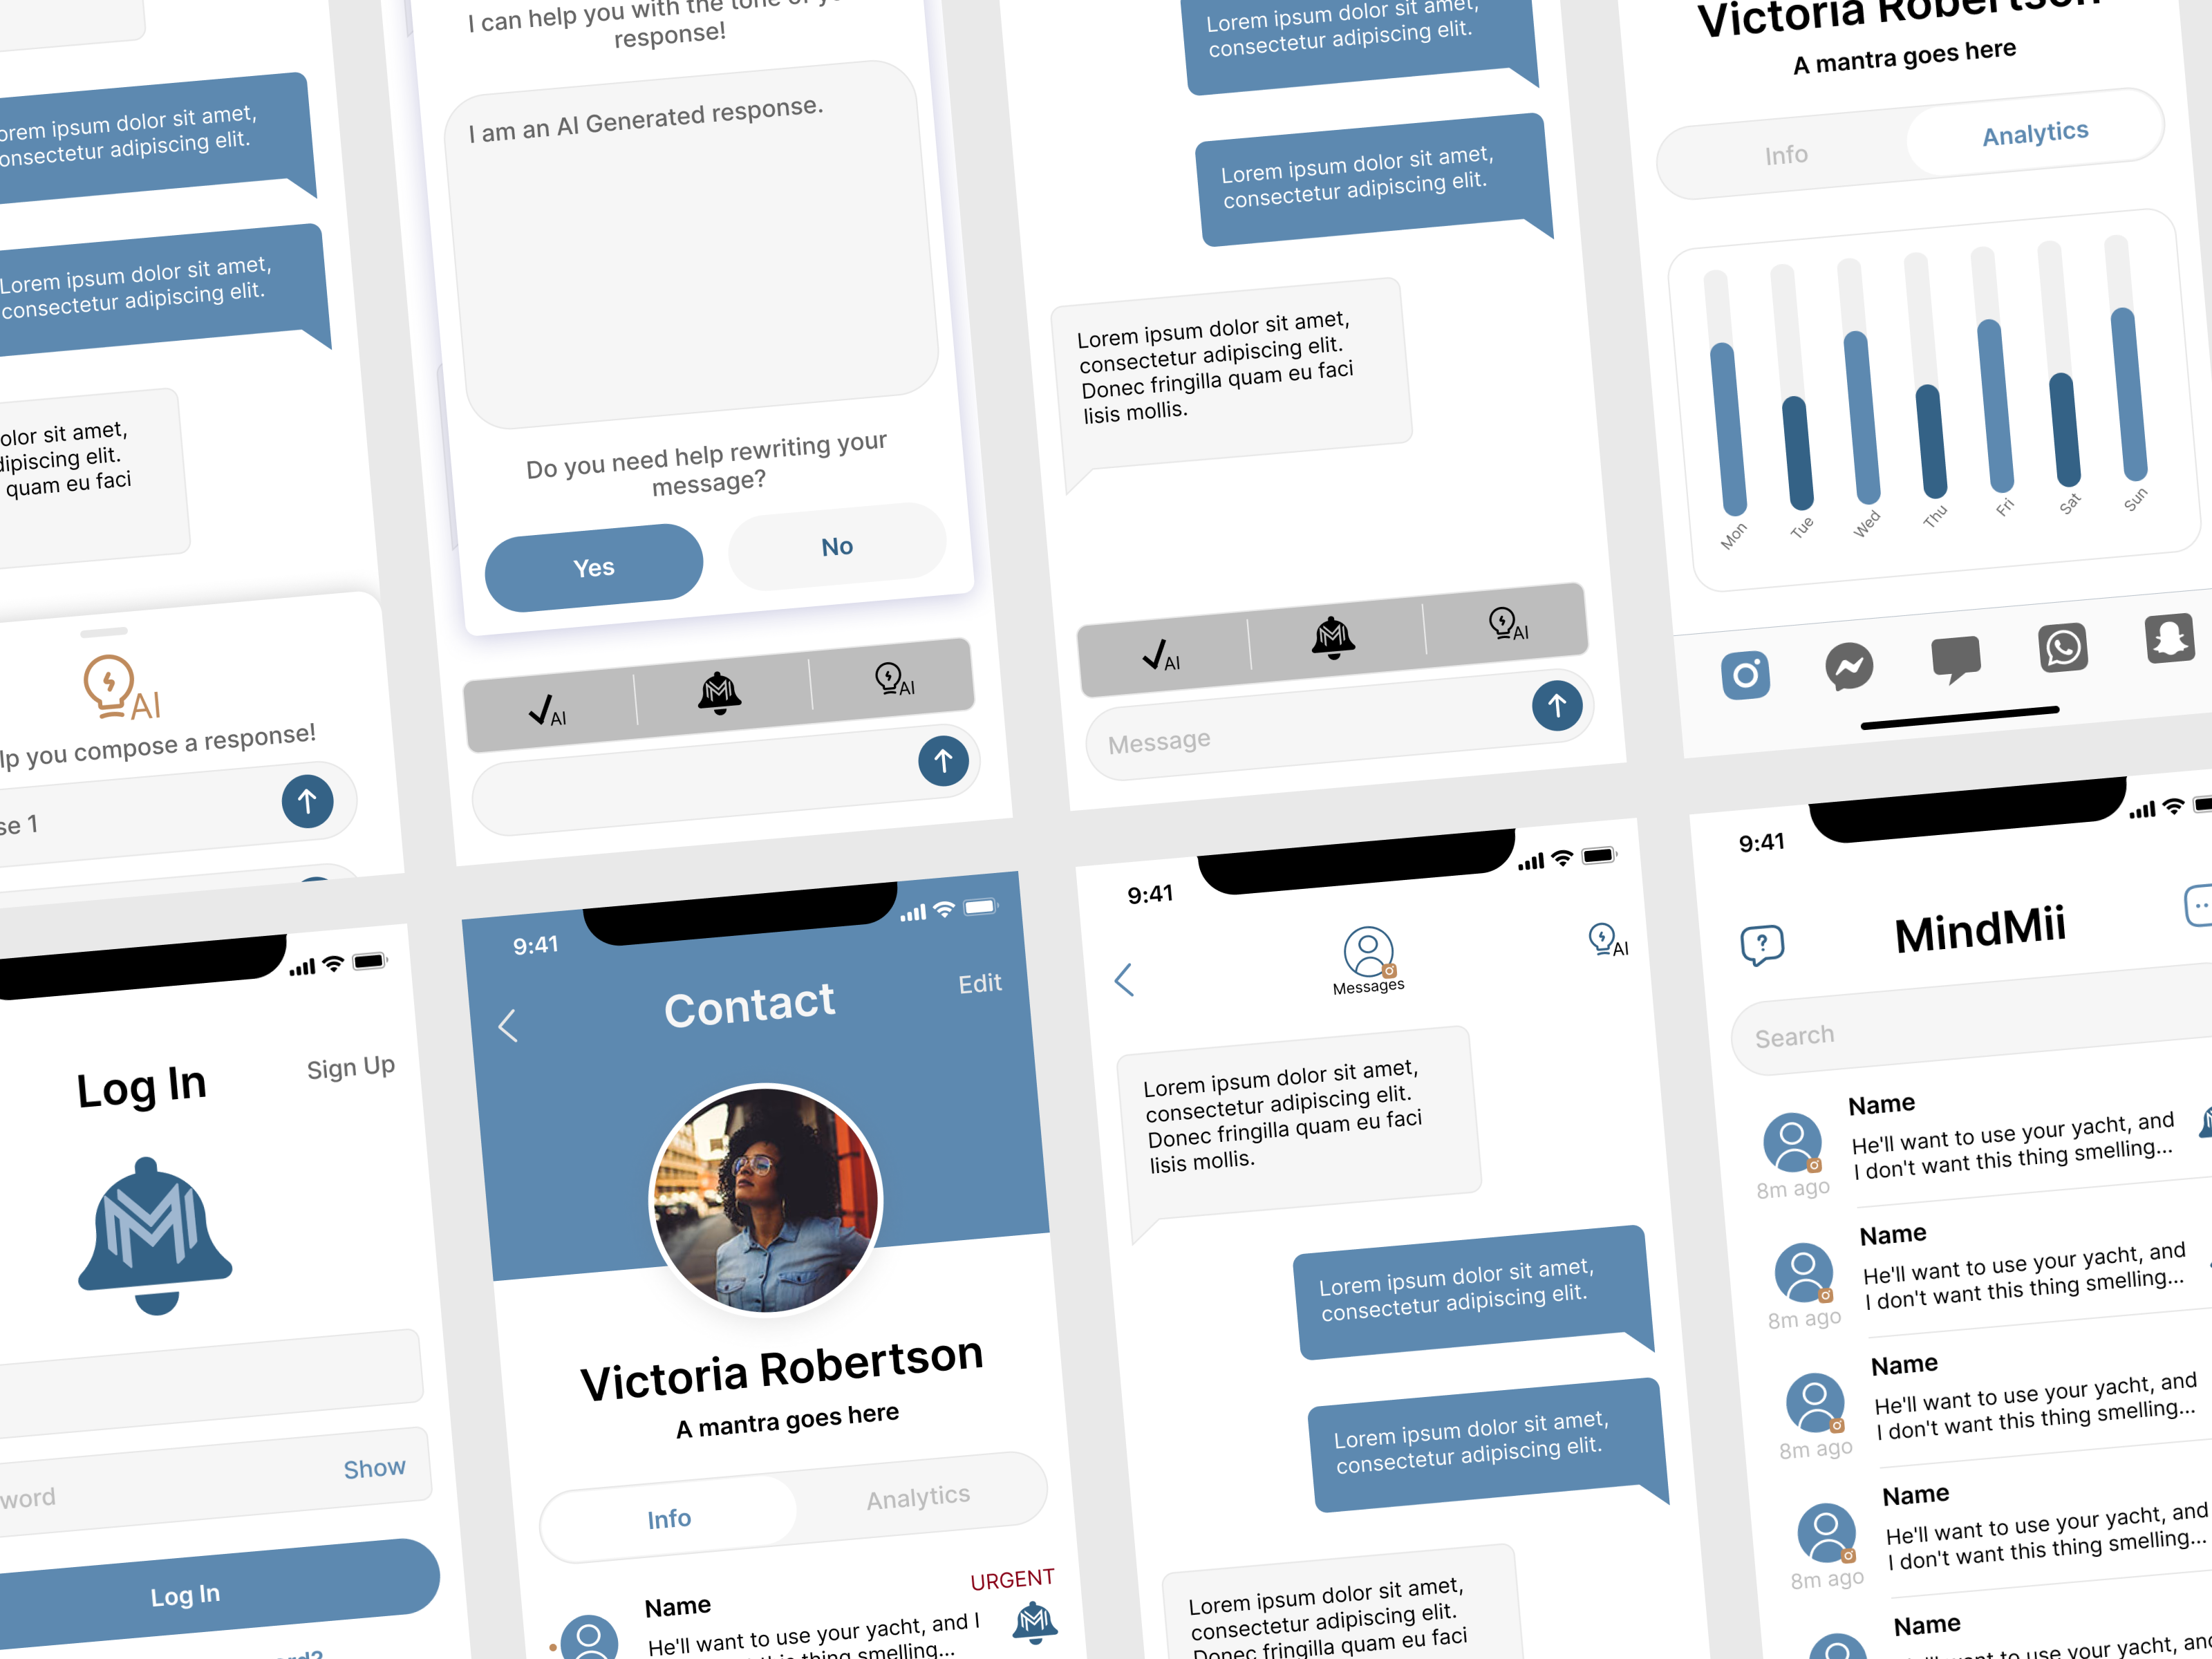 orem ipsum dolor sit amet,
onsectetur adipiscing elit.
Lorem ipsum dolor sit amet,
consectetur adipiscing elit.
olor sit amet,
dipiscing elit.
quam eu faci
AI
lp you compose a response!
se 1
I can help you with the tone of
response!
I am an AI Generated response.
Do you need help rewriting your
message?
Yes
No
AI
AI
Lorem ipsum dolor sit amet,
consectetur adipiscing elit.
Lorem ipsum dolor sit amet,
consectetur adipiscing elit.
Lorem ipsum dolor sit amet,
consectetur adipiscing elit.
Donec fringilla quam eu faci
lisis mollis.
AI
AI
Message
Victoria Robertson
A mantra goes here
Info
Analytics
Mon
Tue
Wed
Thu
Fri
Sat
Sun
Log In
Sign Up
word
Show
Log In
9:41
Contact
Edit
Victoria Robertson
A mantra goes here
Info
Analytics
URGENT
Name
He'll want to use your yacht, and I
this thing smelling...
9:41
Messages
AI
Lorem ipsum dolor sit amet,
consectetur adipiscing elit.
Donec fringilla quam eu faci
lisis mollis.
Lorem ipsum dolor sit amet,
consectetur adipiscing elit.
Lorem ipsum dolor sit amet,
consectetur adipiscing elit.
Lorem ipsum dolor sit amet,
consectetur adipiscing elit.
Donec fringilla quam eu faci
9:41
MindMii
Search
Name
He'll want to use your yacht, and
I don't want this thing smelling...
8m ago
Name
He'll want to use your yacht, and
I don't want this thing smelling...
8m ago
Name
He'll want to use your yacht, and
I don't want this thing smelling...
8m ago
Name
He'll want to use your yacht, and
I don't want this thing smelling...
8m ago
Name
He'll want to use your yacht, and